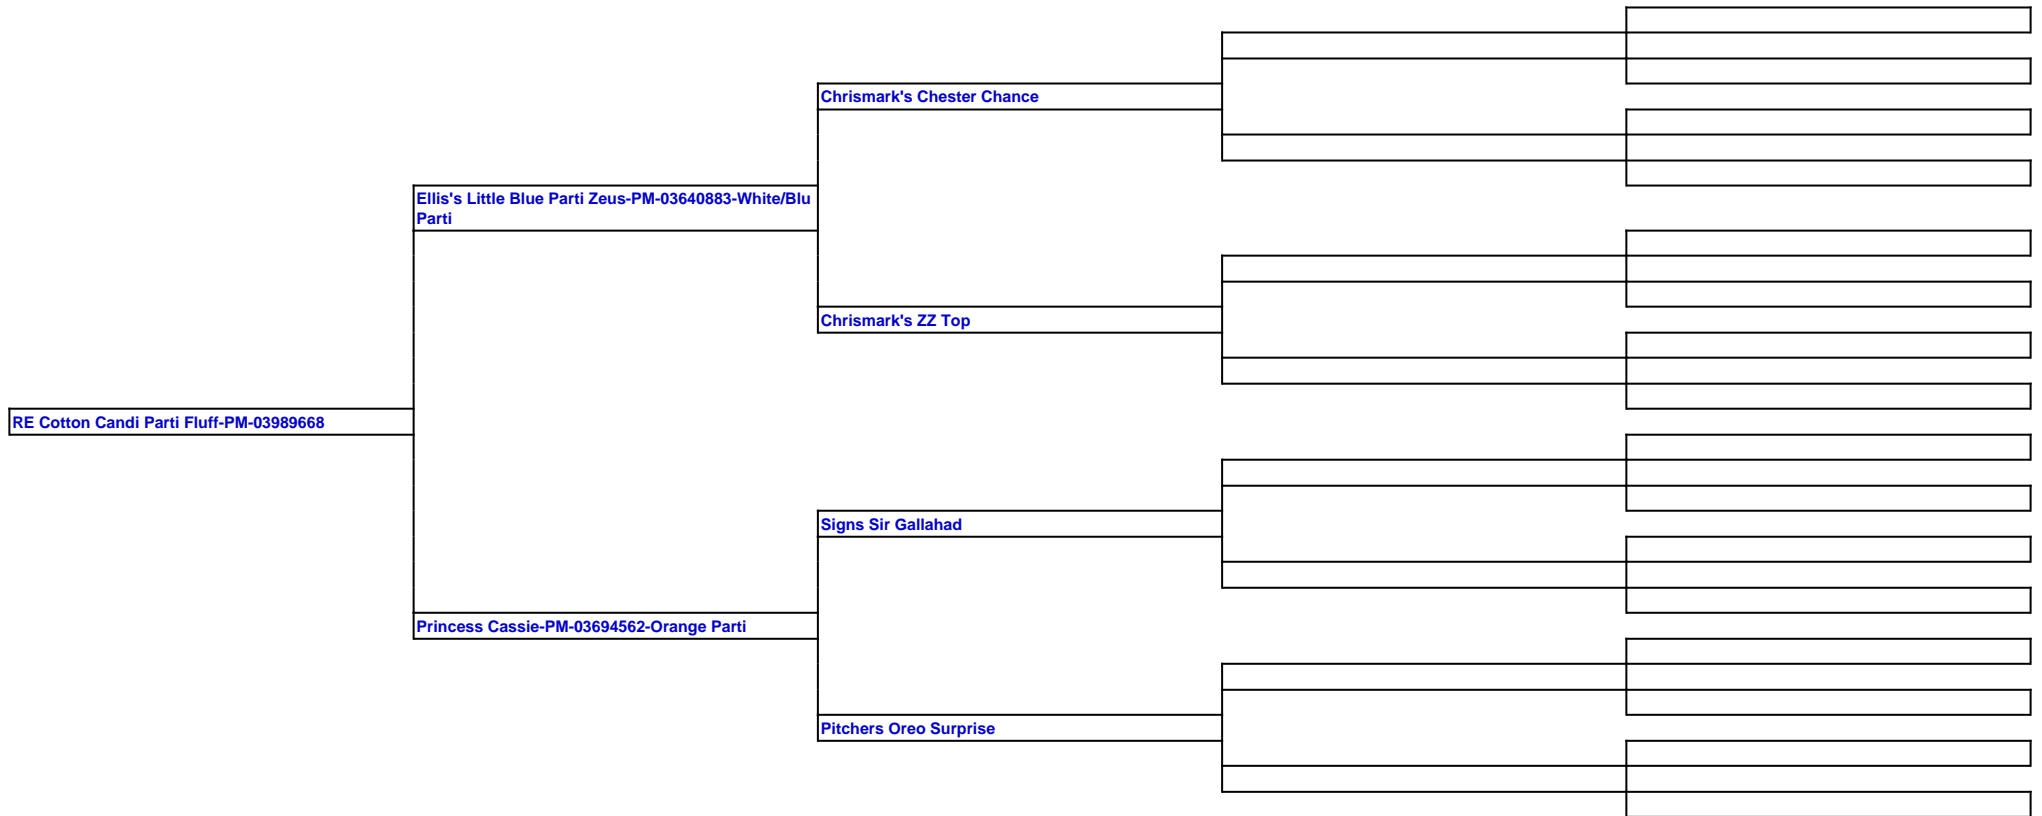 Chrismark's Chester Chance
Ellis's Little Blue Parti Zeus-PM-03640883-White/Blu
Parti
Chrismark's ZZ Top
RE Cotton Candi Parti Fluff-PM-03989668
Signs Sir Gallahad
Princess Cassie-PM-03694562-Orange Parti
Pitchers Oreo Surprise